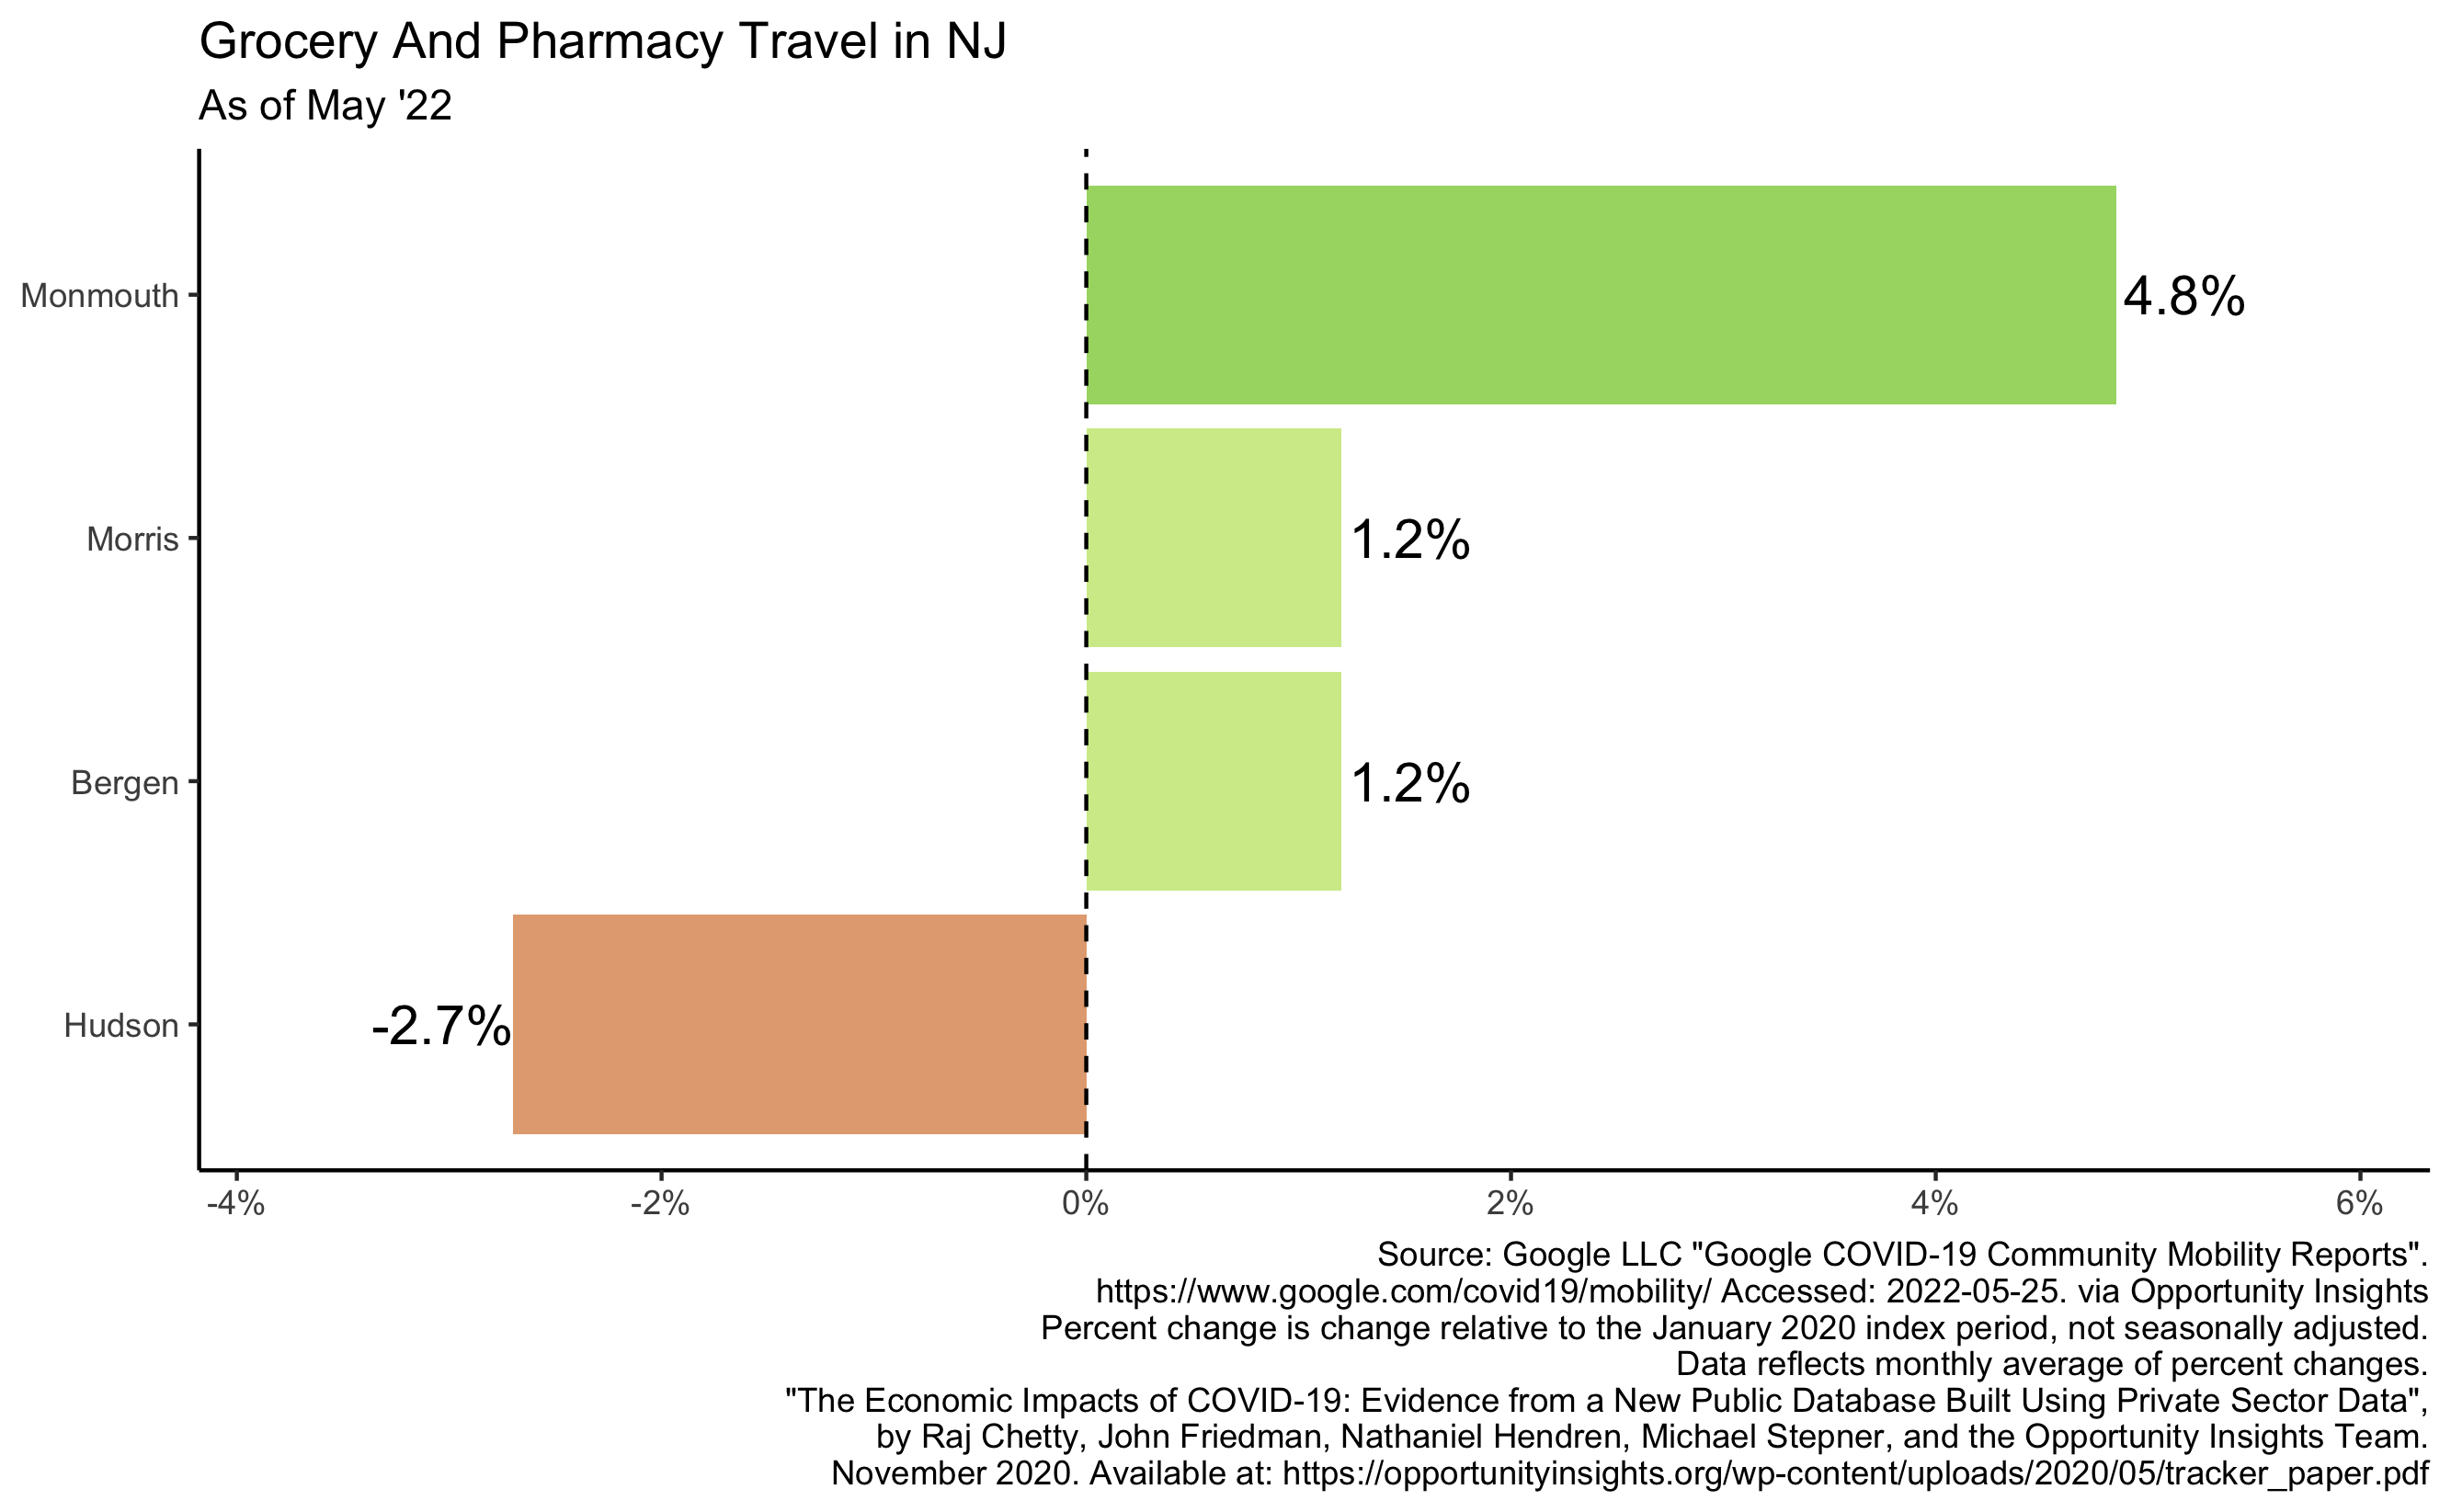 Grocery And Pharmacy Travel in NJ
As of May '22
Monmouth
4.8%
Morris
1.2%
Bergen
1.2%
Hudson
-2.7%
-4%
-2%
0%
2%
4%
6%
Source: Google LLC "Google COVID-19 Community Mobility Reports".
https://www.google.com/covid19/mobility/ Accessed: 2022-05-25. via Opportunity Insights
Percent change is change relative to the January 2020 index period, not seasonally adjusted.
Data reflects monthly average of percent changes.
"The Economic Impacts of COVID-19: Evidence from a New Public Database Built Using Private Sector Data",
by Raj Chetty, John Friedman, Nathaniel Hendren, Michael Stepner, and the Opportunity Insights Team.
November 2020. Available at: https://opportunityinsights.org/wp-content/uploads/2020/05/tracker_paper.pdf